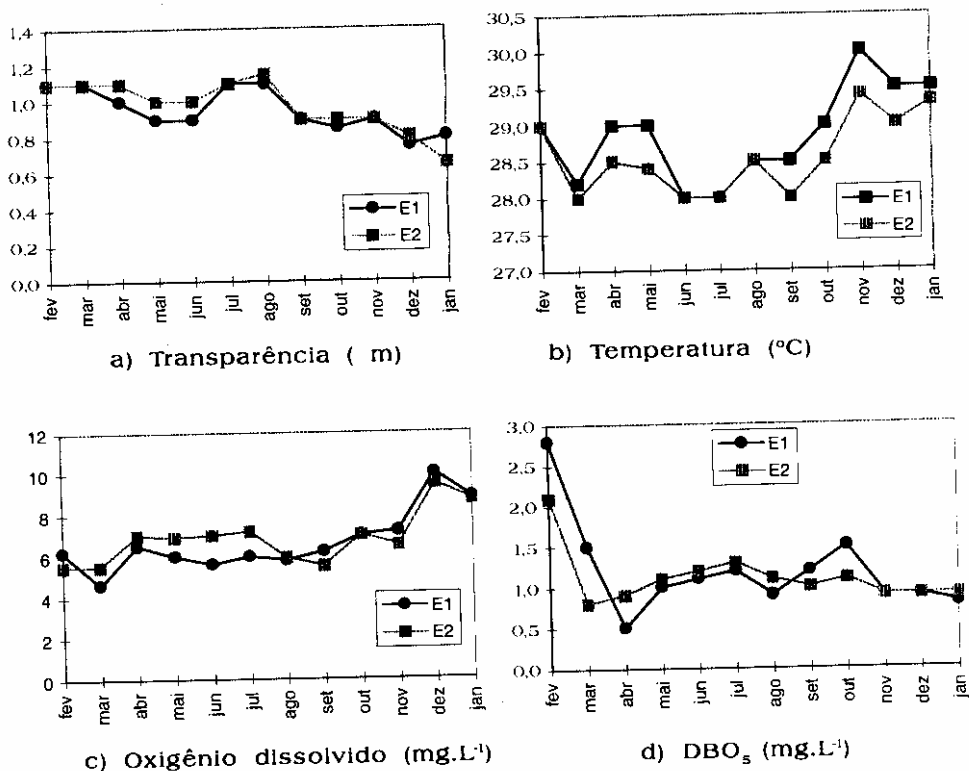 1,4
1,2
1,0
0,8
0,6
0,4
0,2
0,0
E1
E2
fev mar abr mai jun jul ago set out nov dez jan
a) Transparência ( m)
30,5
30,0
29,5
29,0
28,5
28,0
27,5
27,0
E1
E2
fev mar abr mai jun jul ago set out nov dez jan
b) Temperatura (°C)
12
10
8
6
4
2
0
E1
E2
fev mar abr mai jun jul ago set out nov dez jan
c) Oxigênio dissolvido (mg.L⁻¹)
3,0
2,5
2,0
1,5
1,0
0,5
0,0
E1
E2
fev mar abr mai jun jul ago set out nov dez jan
d) DBO₅ (mg.L⁻¹)